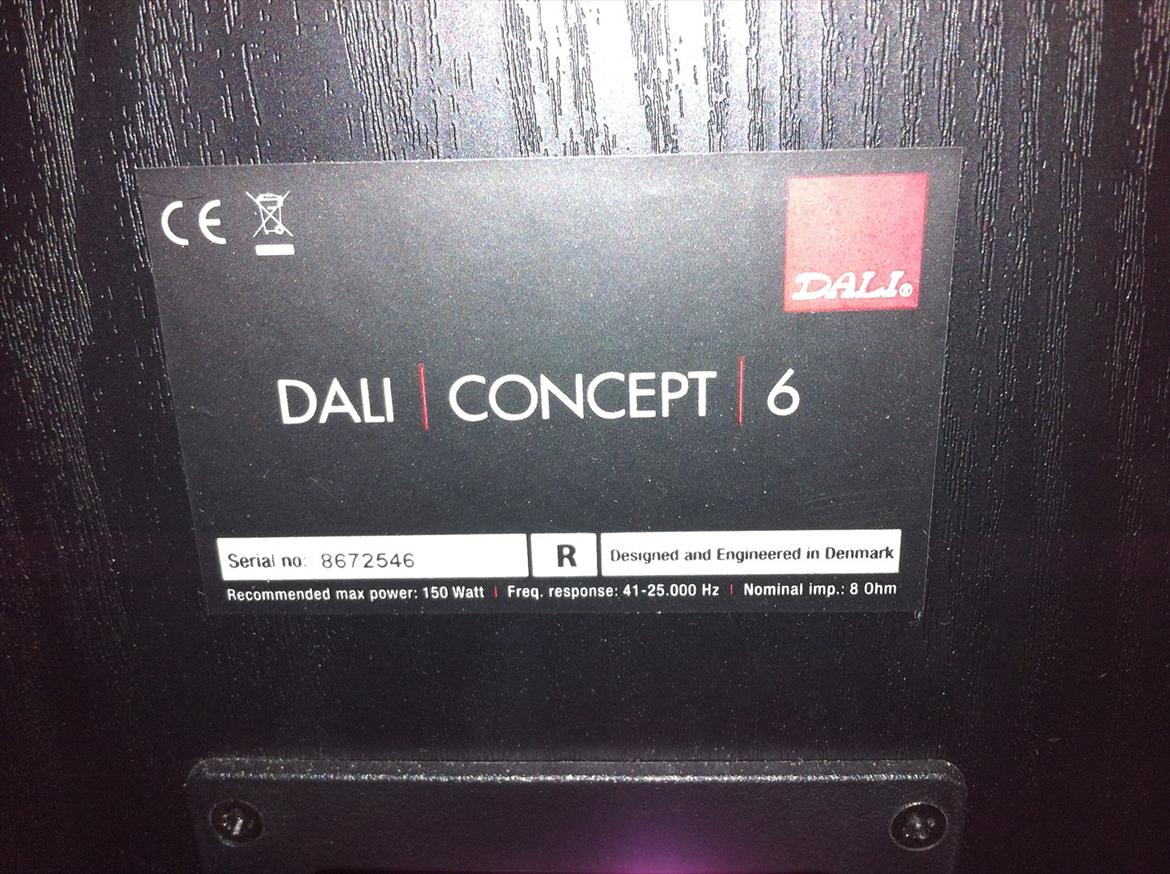 CE
DALI®
DALI | CONCEPT | 6
Serial no: 8672546 R Designed and Engineered in Denmark
Recommended max power: 150 Watt | Freq. response: 41-25.000 Hz | Nominal imp.: 8 Ohm